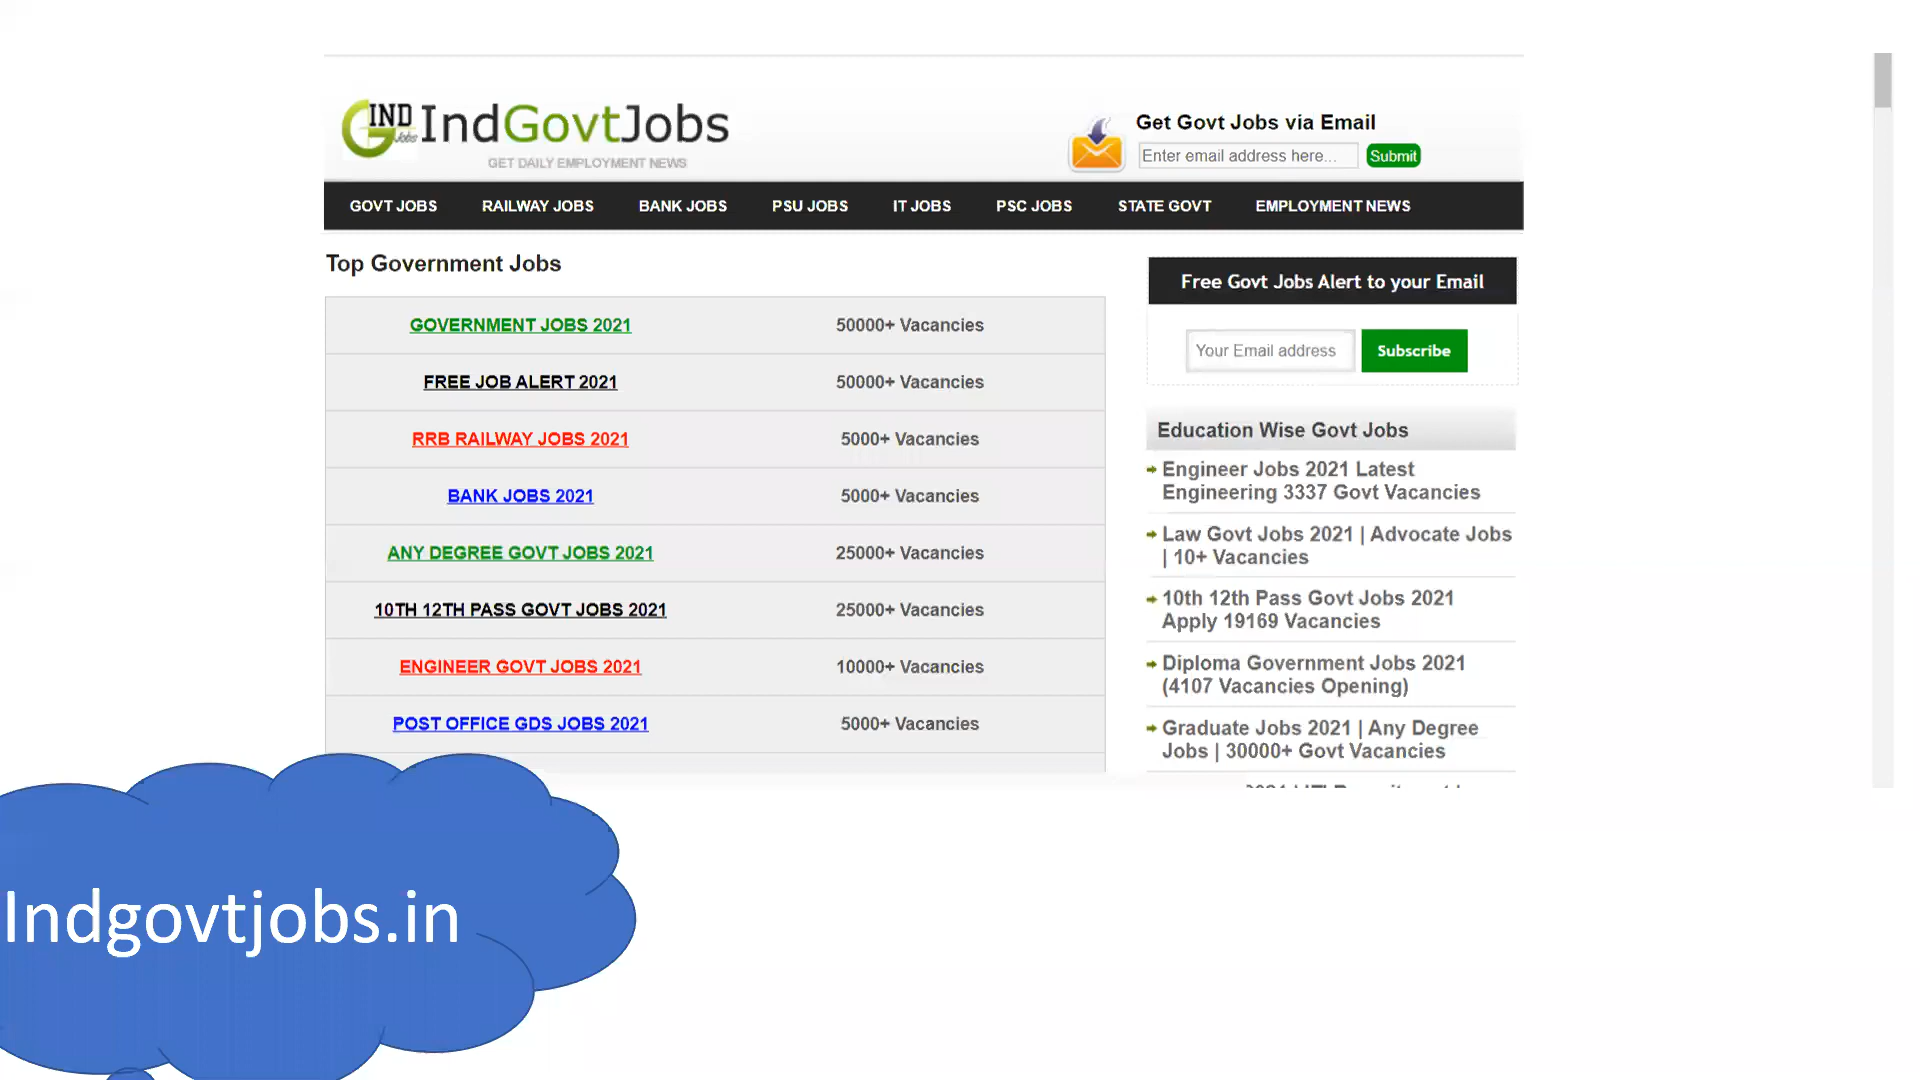 IND
Jobs
IndGovtJobs
GET DAILY EMPLOYMENT NEWS
Get Govt Jobs via Email
Enter email address here...
Submit
GOVT JOBS RAILWAY JOBS BANK JOBS PSU JOBS IT JOBS PSC JOBS STATE GOVT EMPLOYMENT NEWS
Top Government Jobs
GOVERNMENT JOBS 2021 50000+ Vacancies
FREE JOB ALERT 2021 50000+ Vacancies
RRB RAILWAY JOBS 2021 5000+ Vacancies
BANK JOBS 2021 5000+ Vacancies
ANY DEGREE GOVT JOBS 2021 25000+ Vacancies
10TH 12TH PASS GOVT JOBS 2021 25000+ Vacancies
ENGINEER GOVT JOBS 2021 10000+ Vacancies
POST OFFICE GDS JOBS 2021 5000+ Vacancies
Free Govt Jobs Alert to your Email
Your Email address Subscribe
Education Wise Govt Jobs
Engineer Jobs 2021 Latest
Engineering 3337 Govt Vacancies
Law Govt Jobs 2021 | Advocate Jobs
| 10+ Vacancies
10th 12th Pass Govt Jobs 2021
Apply 19169 Vacancies
Diploma Government Jobs 2021
(4107 Vacancies Opening)
Graduate Jobs 2021 | Any Degree
Jobs | 30000+ Govt Vacancies
Indgovtjobs.in